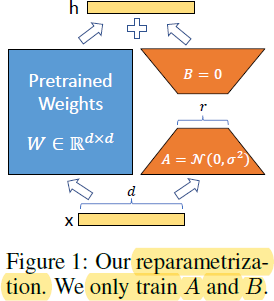 h
Pretrained
Weights
W ∈ ℝ^{d×d}
B = 0
r
A = 𝒩(0, σ²)
d
x
Figure 1: Our reparametriza-
tion. We only train A and B.